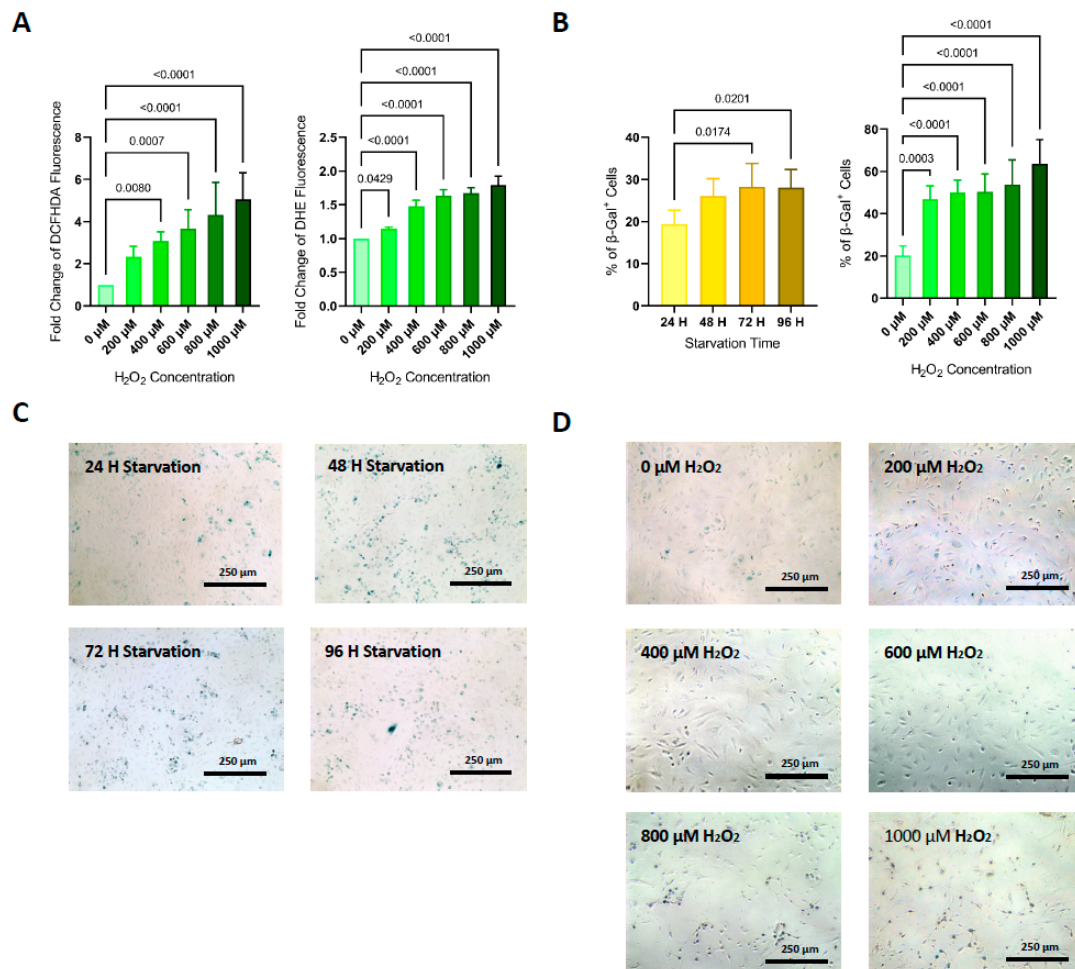 A
B
<0.0001
<0.0001
0.0007
0.0080
Fold Change of DCFHDA Fluorescence
8
6
4
2
0
0 µM
200 µM
400 µM
600 µM
800 µM
1000 µM
H₂O₂ Concentration
<0.0001
<0.0001
<0.0001
<0.0001
0.0429
Fold Change of DHE Fluorescence
2.5
2.0
1.5
1.0
0.5
0.0
0 µM
200 µM
400 µM
600 µM
800 µM
1000 µM
H₂O₂ Concentration
0.0201
0.0174
% of β-Gal⁺ Cells
40
30
20
10
0
24 H
48 H
72 H
96 H
Starvation Time
<0.0001
<0.0001
<0.0001
<0.0001
0.0003
% of β-Gal⁺ Cells
80
60
40
20
0
0 µM
200 µM
400 µM
600 µM
800 µM
1000 µM
H₂O₂ Concentration
C
24 H Starvation
250 µm
48 H Starvation
250 µm
72 H Starvation
250 µm
96 H Starvation
250 µm
D
0 µM H₂O₂
250 µm
200 µM H₂O₂
250 µm
400 µM H₂O₂
250 µm
600 µM H₂O₂
250 µm
800 µM H₂O₂
250 µm
1000 µM H₂O₂
250 µm